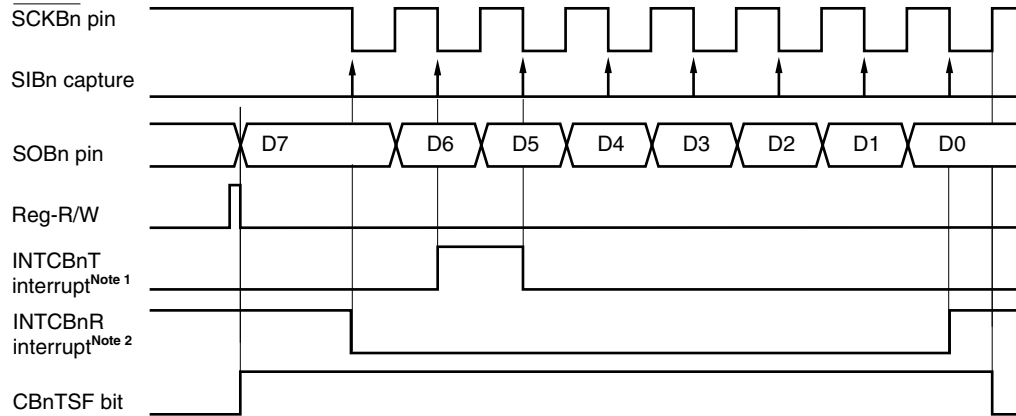 SCKBn pin
SIBn capture
SOBn pin
D7 D6 D5 D4 D3 D2 D1 D0
Reg-R/W
INTCBnT
interruptNote 1
INTCBnR
interruptNote 2
CBnTSF bit